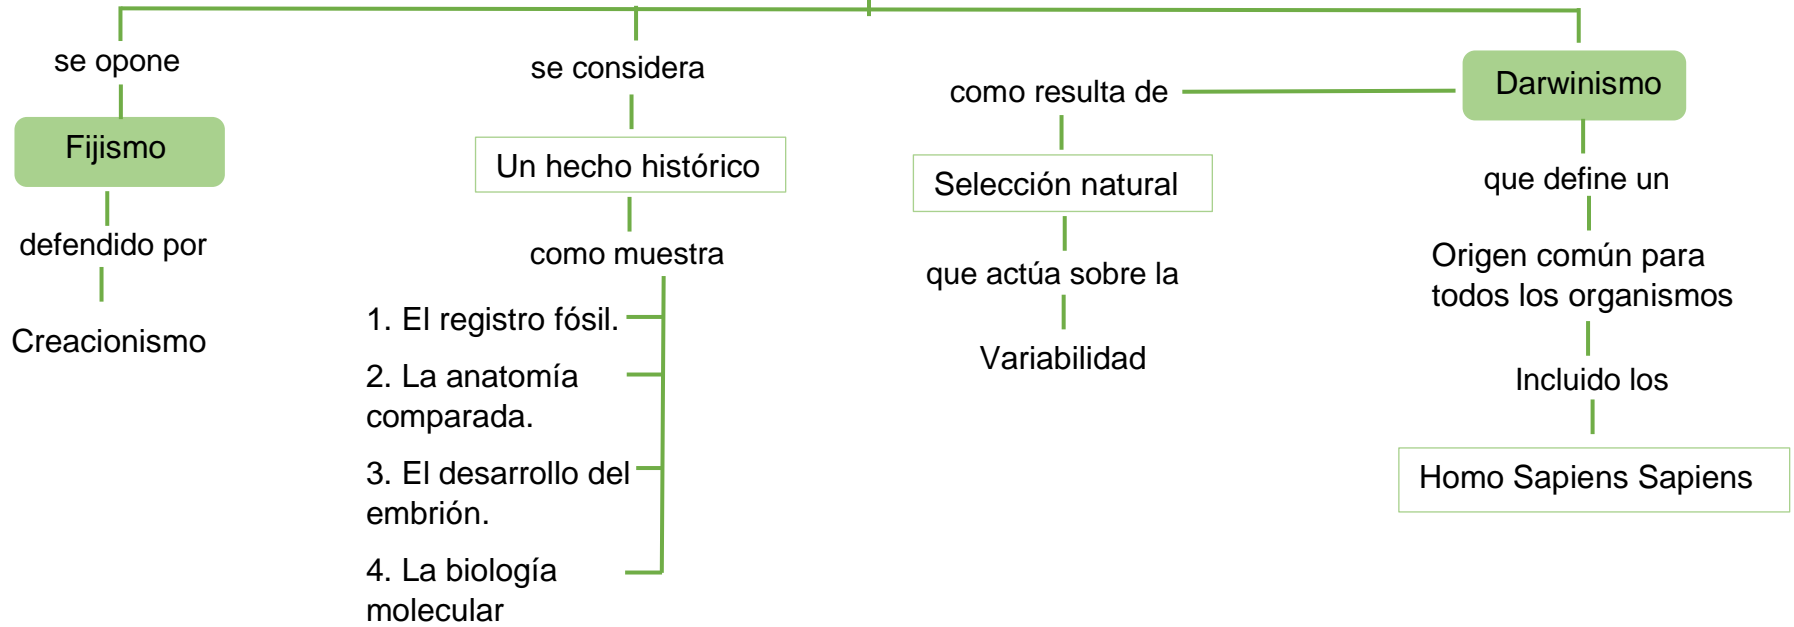 se opone
Fijismo
defendido por
Creacionismo
se considera
Un hecho histórico
como muestra
1. El registro fósil.
2. La anatomía
comparada.
3. El desarrollo del
embrión.
4. La biología
molecular
como resulta de
Selección natural
que actúa sobre la
Variabilidad
Darwinismo
que define un
Origen común para
todos los organismos
Incluido los
Homo Sapiens Sapiens